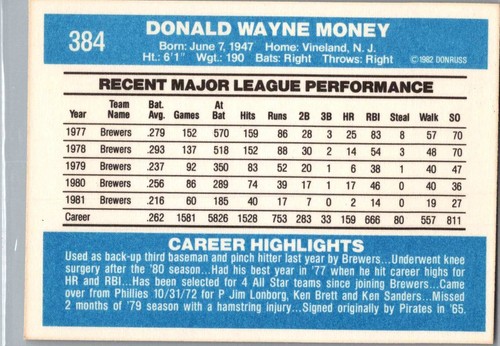 384
DONALD WAYNE MONEY
Born: June 7, 1947 Home: Vineland, N. J.
Ht.: 6'1" Wgt.: 190 Bats: Right Throws: Right
©1982 DONRUSS
RECENT MAJOR LEAGUE PERFORMANCE
Year Team Name Bat. Avg. Games At Bat Hits Runs 2B 3B HR RBI Steal Walk SO
1977 Brewers .279 152 570 159 86 28 3 25 83 8 57 70
1978 Brewers .293 137 518 152 88 30 2 14 54 3 48 70
1979 Brewers .237 92 350 83 52 20 1 6 38 1 40 47
1980 Brewers .256 86 289 74 39 17 1 17 46 0 40 36
1981 Brewers .216 60 185 40 17 7 0 2 14 0 19 27
Career .262 1581 5826 1528 753 283 33 159 666 80 557 811
CAREER HIGHLIGHTS
Used as back-up third baseman and pinch hitter last year by Brewers...Underwent knee
surgery after the '80 season...Had his best year in '77 when he hit career highs for
HR and RBI...Has been selected for 4 All Star teams since joining Brewers...Came
over from Phillies 10/31/72 for P Jim Lonborg, Ken Brett and Ken Sanders...Missed
2 months of '79 season with a hamstring injury...Signed originally by Pirates in '65.